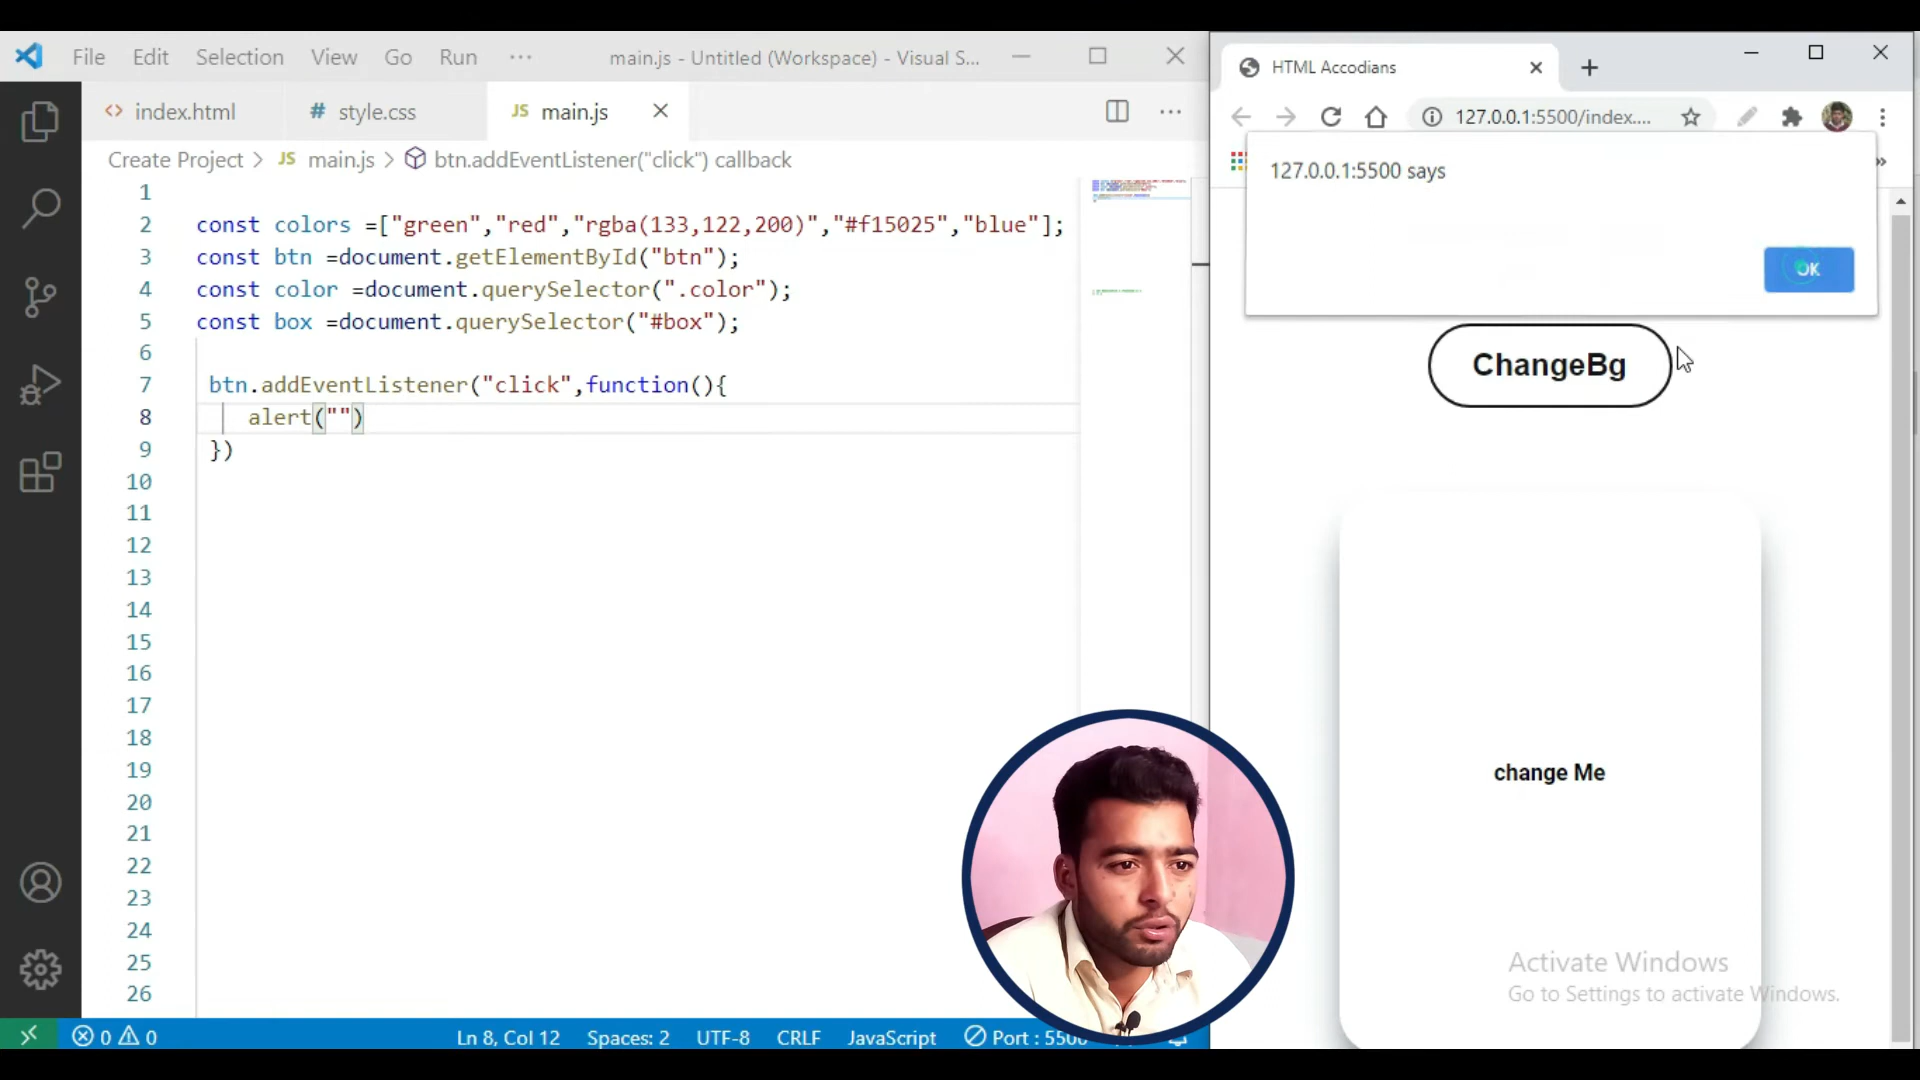 File Edit Selection View Go Run ··· main.js - Untitled (Workspace) - Visual S...
index.html # style.css JS main.js
Create Project > JS main.js > btn.addEventListener("click") callback
1
2 const colors =["green","red","rgba(133,122,200)","#f15025","blue"];
3 const btn =document.getElementById("btn");
4 const color =document.querySelector(".color");
5 const box =document.querySelector("#box");
6
7 btn.addEventListener("click",function(){
8 alert("")
9 })
10
11
12
13
14
15
16
17
18
19
20
21
22
23
24
25
26
0 0 Ln 8, Col 12 Spaces: 2 UTF-8 CRLF JavaScript Port : 5500
HTML Accodians
127.0.0.1:5500/index....
127.0.0.1:5500 says
OK
ChangeBg
change Me
Activate Windows
Go to Settings to activate Windows.